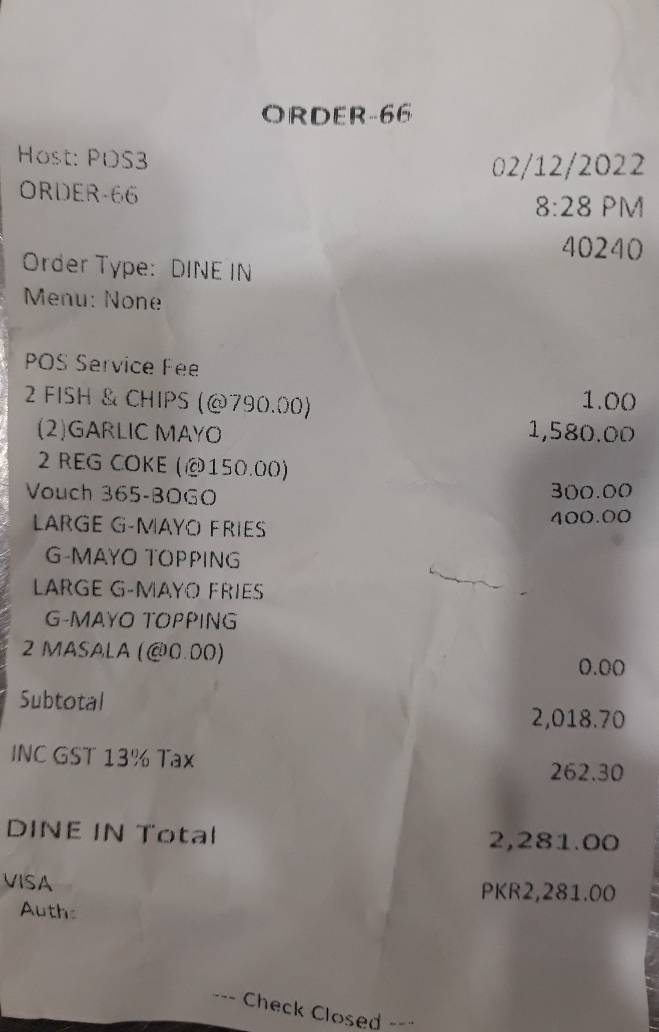 ORDER-66
Host: POS3 02/12/2022
ORDER-66 8:28 PM
40240
Order Type: DINE IN
Menu: None
POS Service Fee 1.00
2 FISH & CHIPS (@790.00) 1,580.00
(2)GARLIC MAYO
2 REG COKE (@150.00) 300.00
Vouch 365-BOGO 400.00
LARGE G-MAYO FRIES
G-MAYO TOPPING
LARGE G-MAYO FRIES
G-MAYO TOPPING
2 MASALA (@0.00) 0.00
Subtotal 2,018.70
INC GST 13% Tax 262.30
DINE IN Total 2,281.00
VISA PKR2,281.00
Auth:
--- Check Closed ---